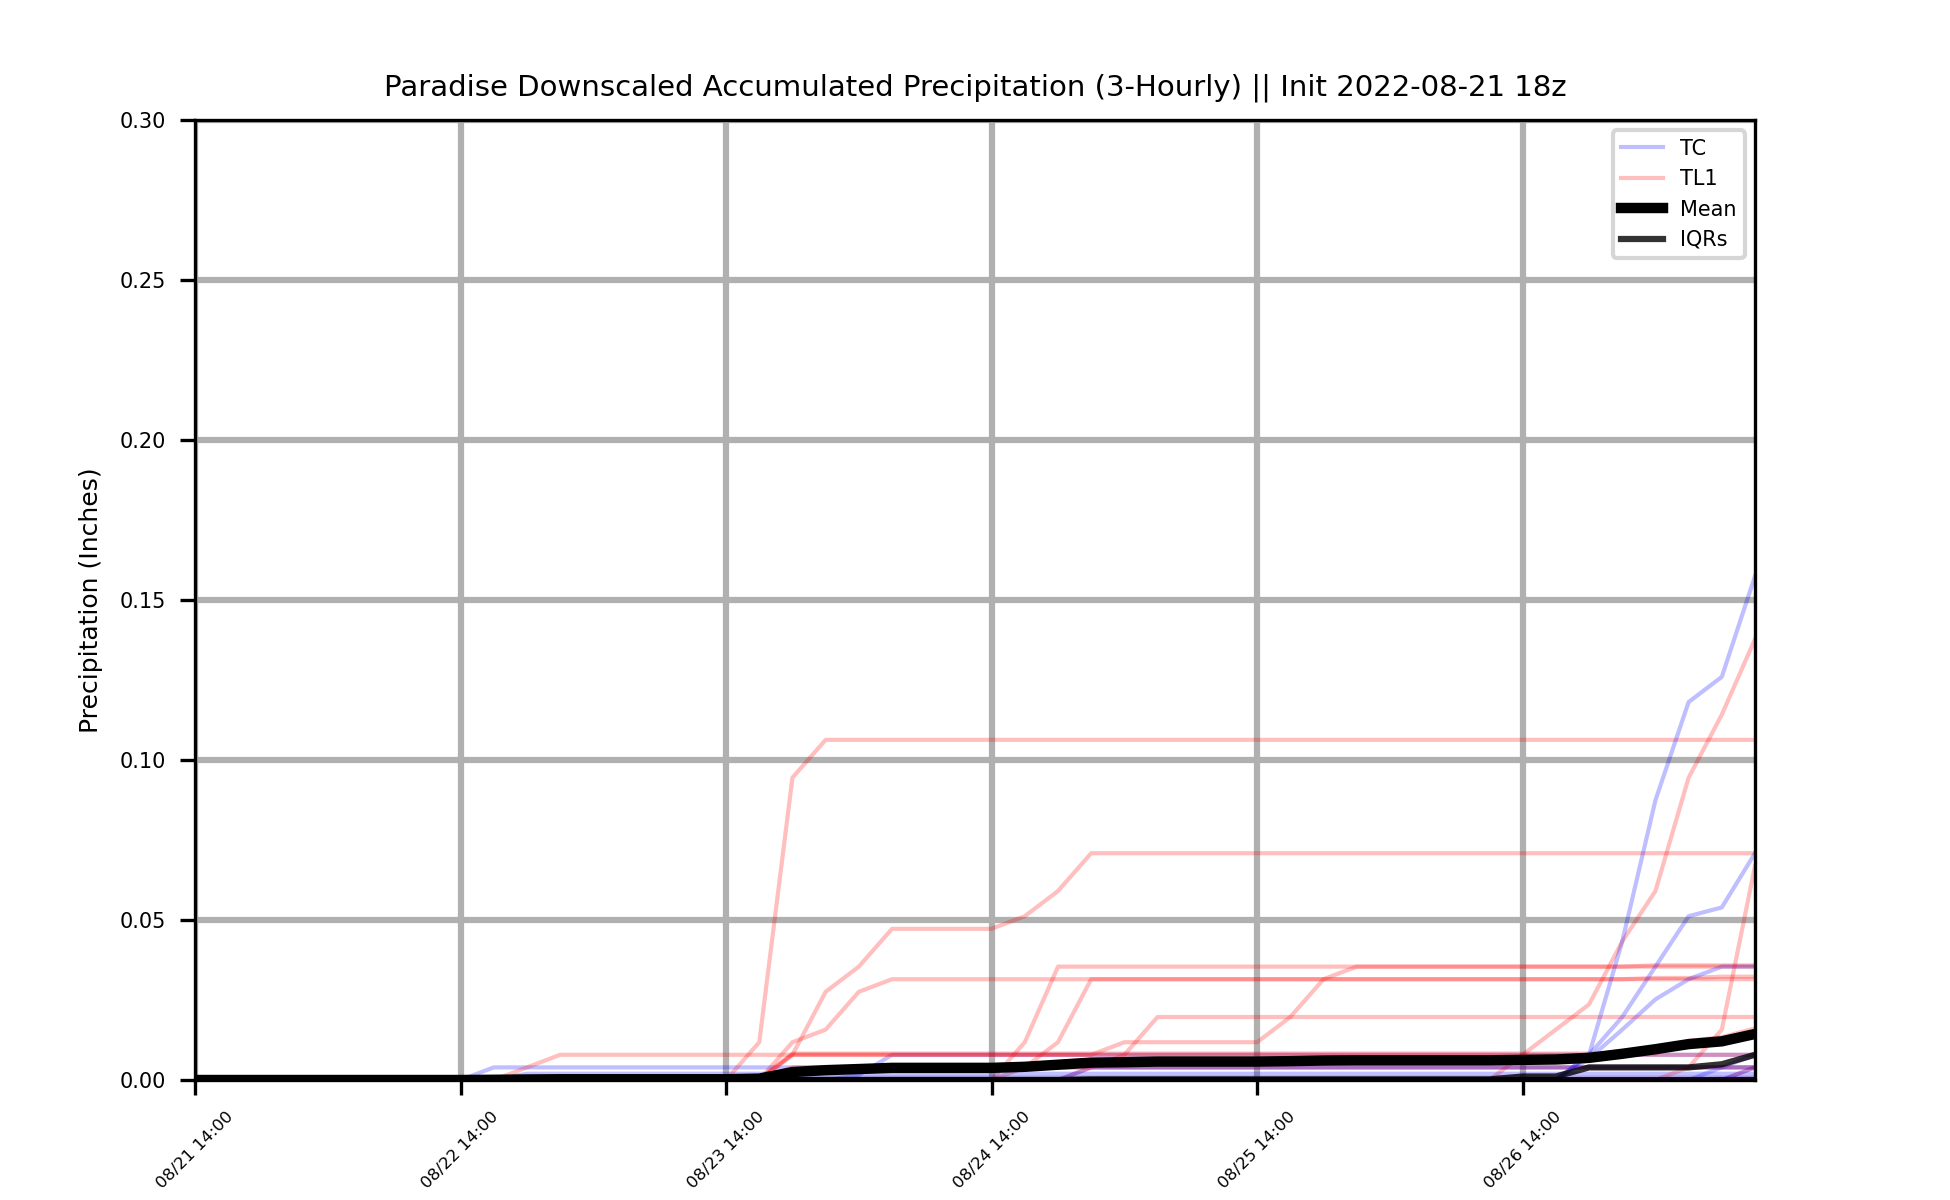 Paradise Downscaled Accumulated Precipitation (3-Hourly) || Init 2022-08-21 18z
0.30
0.25
0.20
0.15
0.10
0.05
0.00
Precipitation (Inches)
TC
TL1
Mean
IQRs
08/21 14:00
08/22 14:00
08/23 14:00
08/24 14:00
08/25 14:00
08/26 14:00